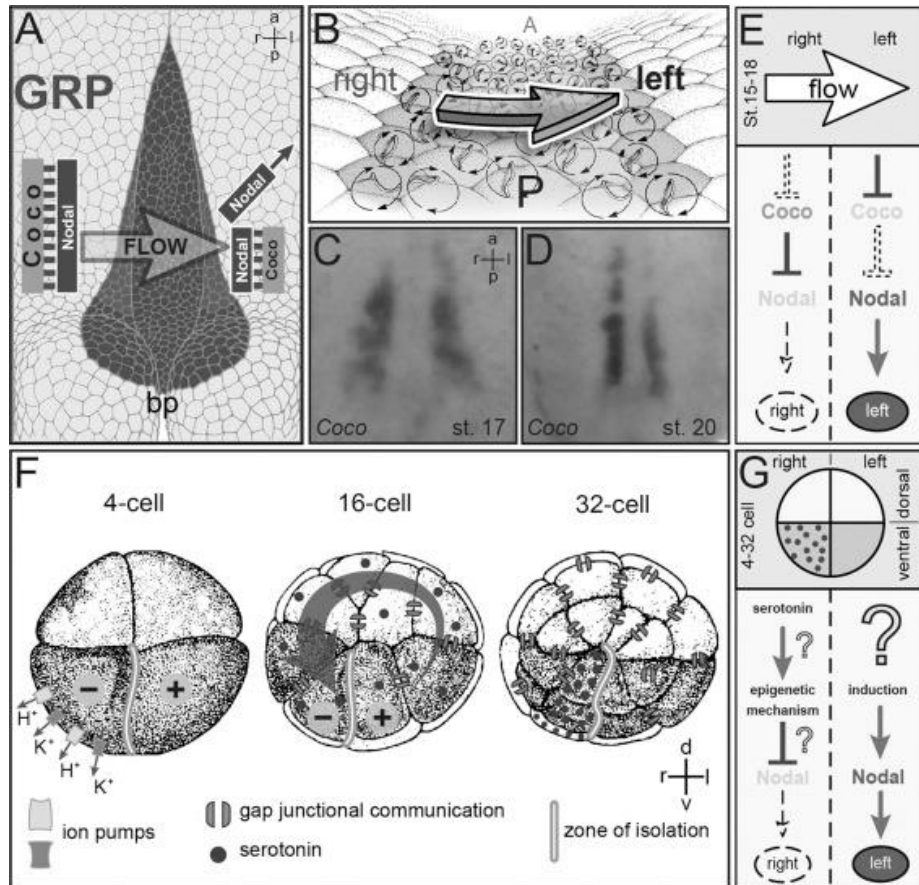 A
a
r l
p
GRP
Coco
Nodal
FLOW
Nodal
Nodal
Coco
bp
B
A
right
left
P
C
a
r l
p
Coco
st. 17
D
Coco
st. 20
E
right left
St.15-18
flow
Coco Coco
Nodal Nodal
right left
F
4-cell 16-cell 32-cell
− +
− +
H⁺
K⁺
H⁺
K⁺
d
r l
v
ion pumps
gap junctional communication
serotonin
zone of isolation
G
right left
4-32 cell
ventral dorsal
serotonin
?
?
epigenetic
mechanism
induction
?
Nodal Nodal
right left